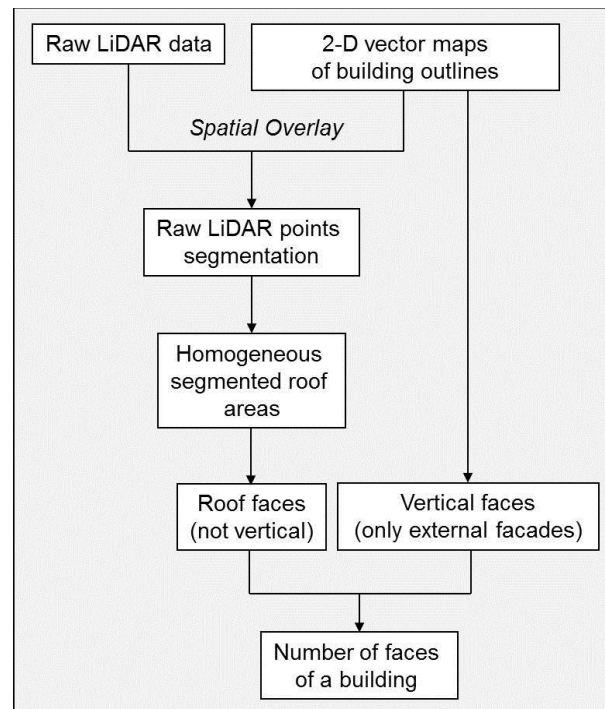 Raw LiDAR data
2-D vector maps
of building outlines
Spatial Overlay
Raw LiDAR points
segmentation
Homogeneous
segmented roof
areas
Roof faces
(not vertical)
Vertical faces
(only external facades)
Number of faces
of a building